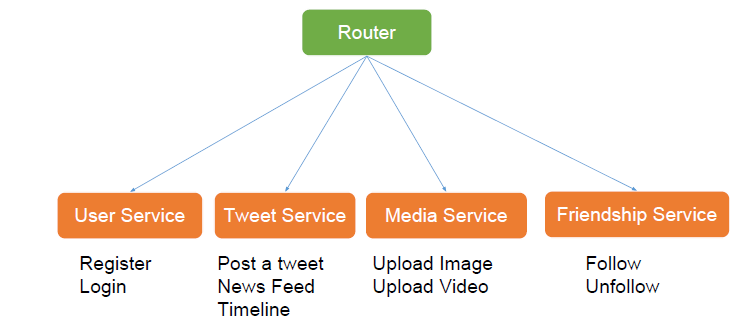 Router
User Service
Tweet Service
Media Service
Friendship Service
Register
Login
Post a tweet
News Feed
Timeline
Upload Image
Upload Video
Follow
Unfollow